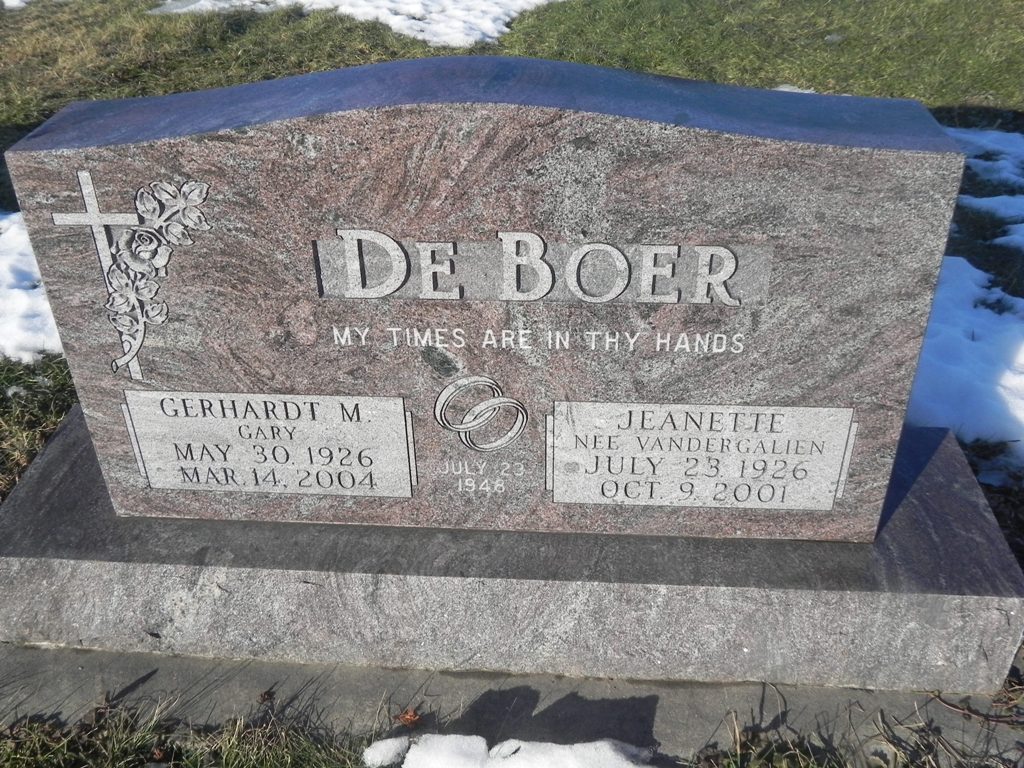 DE BOER
MY TIMES ARE IN THY HANDS
GERHARDT M.
GARY
MAY 30, 1926
MAR. 14, 2004
JULY 23
1946
JEANETTE
NEE VANDERGALIEN
JULY 23 1926
OCT. 9, 2001